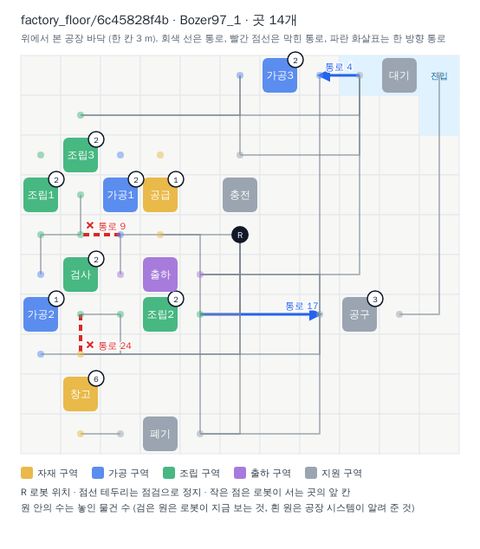 factory_floor/6c45828f4b · Bozer97_1 · 곳 14개
위에서 본 공장 바닥 (한 칸 3 m). 회색 선은 통로, 빨간 점선은 막힌 통로, 파란 화살표는 한 방향 통로
2
가공3
통로 4
대기
2
조립3
2
조립1
2
가공1
1
공급
충전
✕ 통로 9
R
2
검사
출하
1
가공2
2
조립2
통로 17
3
공구
✕ 통로 24
6
창고
폐기
자재 구역
가공 구역
조립 구역
출하 구역
지원 구역
R 로봇 위치 · 점선 테두리는 점검으로 정지 · 작은 점은 로봇이 서는 곳의 앞 칸
원 안의 수는 놓인 물건 수 (검은 원은 로봇이 지금 보는 것, 흰 원은 공장 시스템이 알려 준 것)